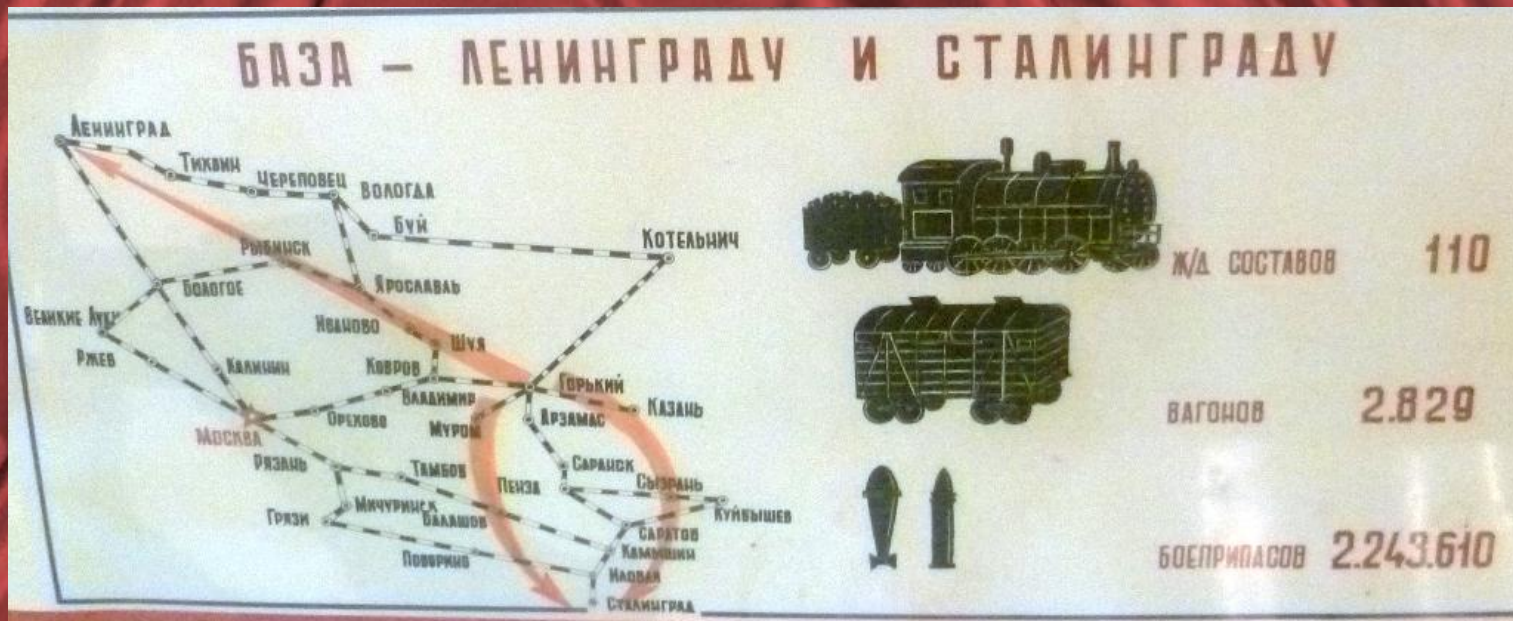 БАЗА – ЛЕНИНГРАДУ И СТАЛИНГРАДУ
ЛЕНИНГРАД
ТИХВИН
ЧЕРЕПОВЕЦ
ВОЛОГДА
БУЙ
КОТЕЛЬНИЧ
РЫБИНСК
БОЛОГОЕ
ЯРОСЛАВЛЬ
ВЕЛИКИЕ ЛУКИ
ИВАНОВО
ШУЯ
РЖЕВ
КАЛИНИН
КОВРОВ
ГОРЬКИЙ
ВЛАДИМИР
КАЗАНЬ
ОРЕХОВО
МУРОМ
АРЗАМАС
МОСКВА
РЯЗАНЬ
ТАМБОВ
САРАНСК
ПЕНЗА
СЫЗРАНЬ
МИЧУРИНСК
ГРЯЗИ
БАЛАШОВ
КУЙБЫШЕВ
САРАТОВ
КАМЫШИН
ПОВОРИНО
ИЛОВЛЯ
СТАЛИНГРАД
Ж/Д СОСТАВОВ 110
ВАГОНОВ 2.829
БОЕПРИПАСОВ 2.243.610